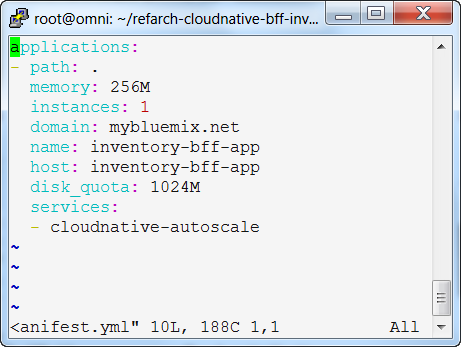 root@omni: ~/refarch-cloudnative-bff-inv...
applications:
- path: .
  memory: 256M
  instances: 1
  domain: mybluemix.net
  name: inventory-bff-app
  host: inventory-bff-app
  disk_quota: 1024M
  services:
  - cloudnative-autoscale
~
~
~
~
<anifest.yml" 10L, 188C 1,1 All